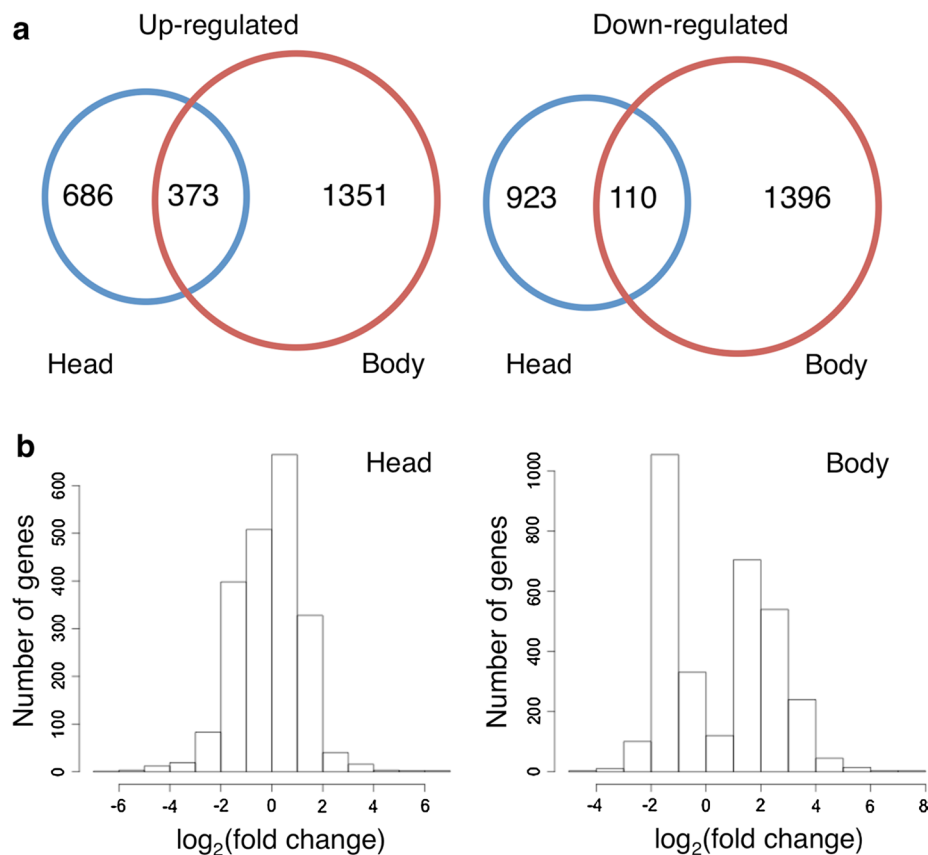 a
Up-regulated
Down-regulated
686 373 1351
923 110 1396
Head Body
Head Body
b
Head
Number of genes
0 100 200 300 400 500 600
-6 -4 -2 0 2 4 6
log2(fold change)
Body
Number of genes
0 200 400 600 800 1000
-4 -2 0 2 4 6 8
log2(fold change)